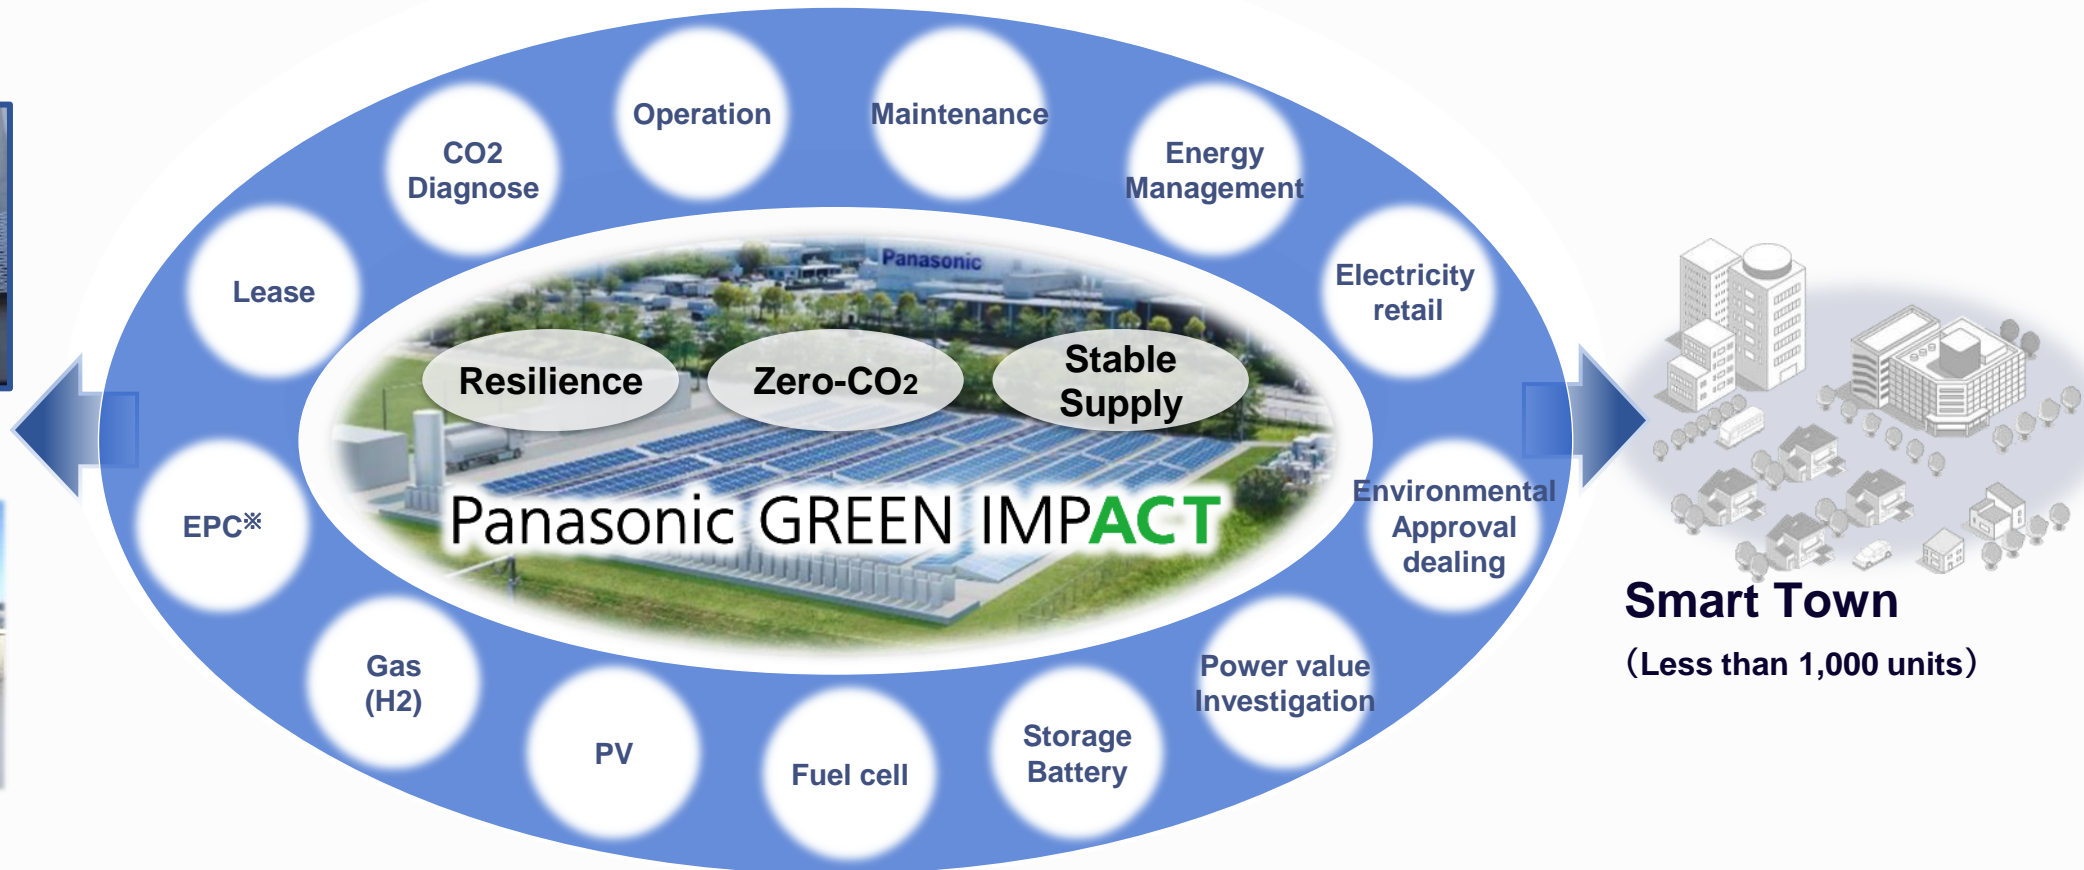 Operation
Maintenance
CO2
Diagnose
Energy
Management
Lease
Electricity
retail
Panasonic
Resilience
Zero-CO2
Stable
Supply
Panasonic GREEN IMPACT
EPC※
Environmental
Approval
dealing
Gas
(H2)
PV
Fuel cell
Storage
Battery
Power value
Investigation
Smart Town
（Less than 1,000 units）